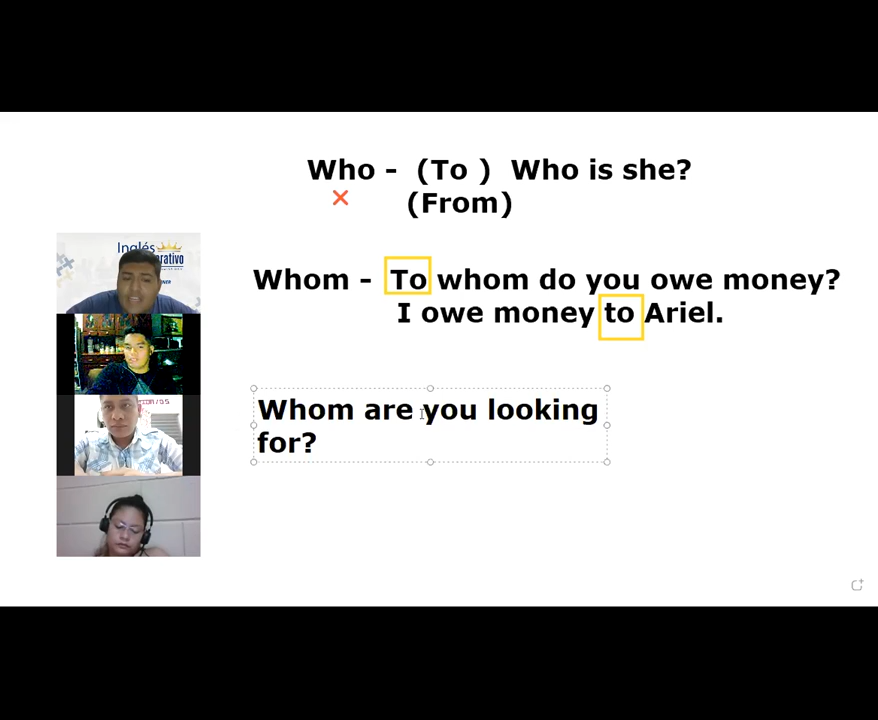 Who - (To ) Who is she?
(From)
Whom - To whom do you owe money?
I owe money to Ariel.
Whom are you looking
for?
Inglés